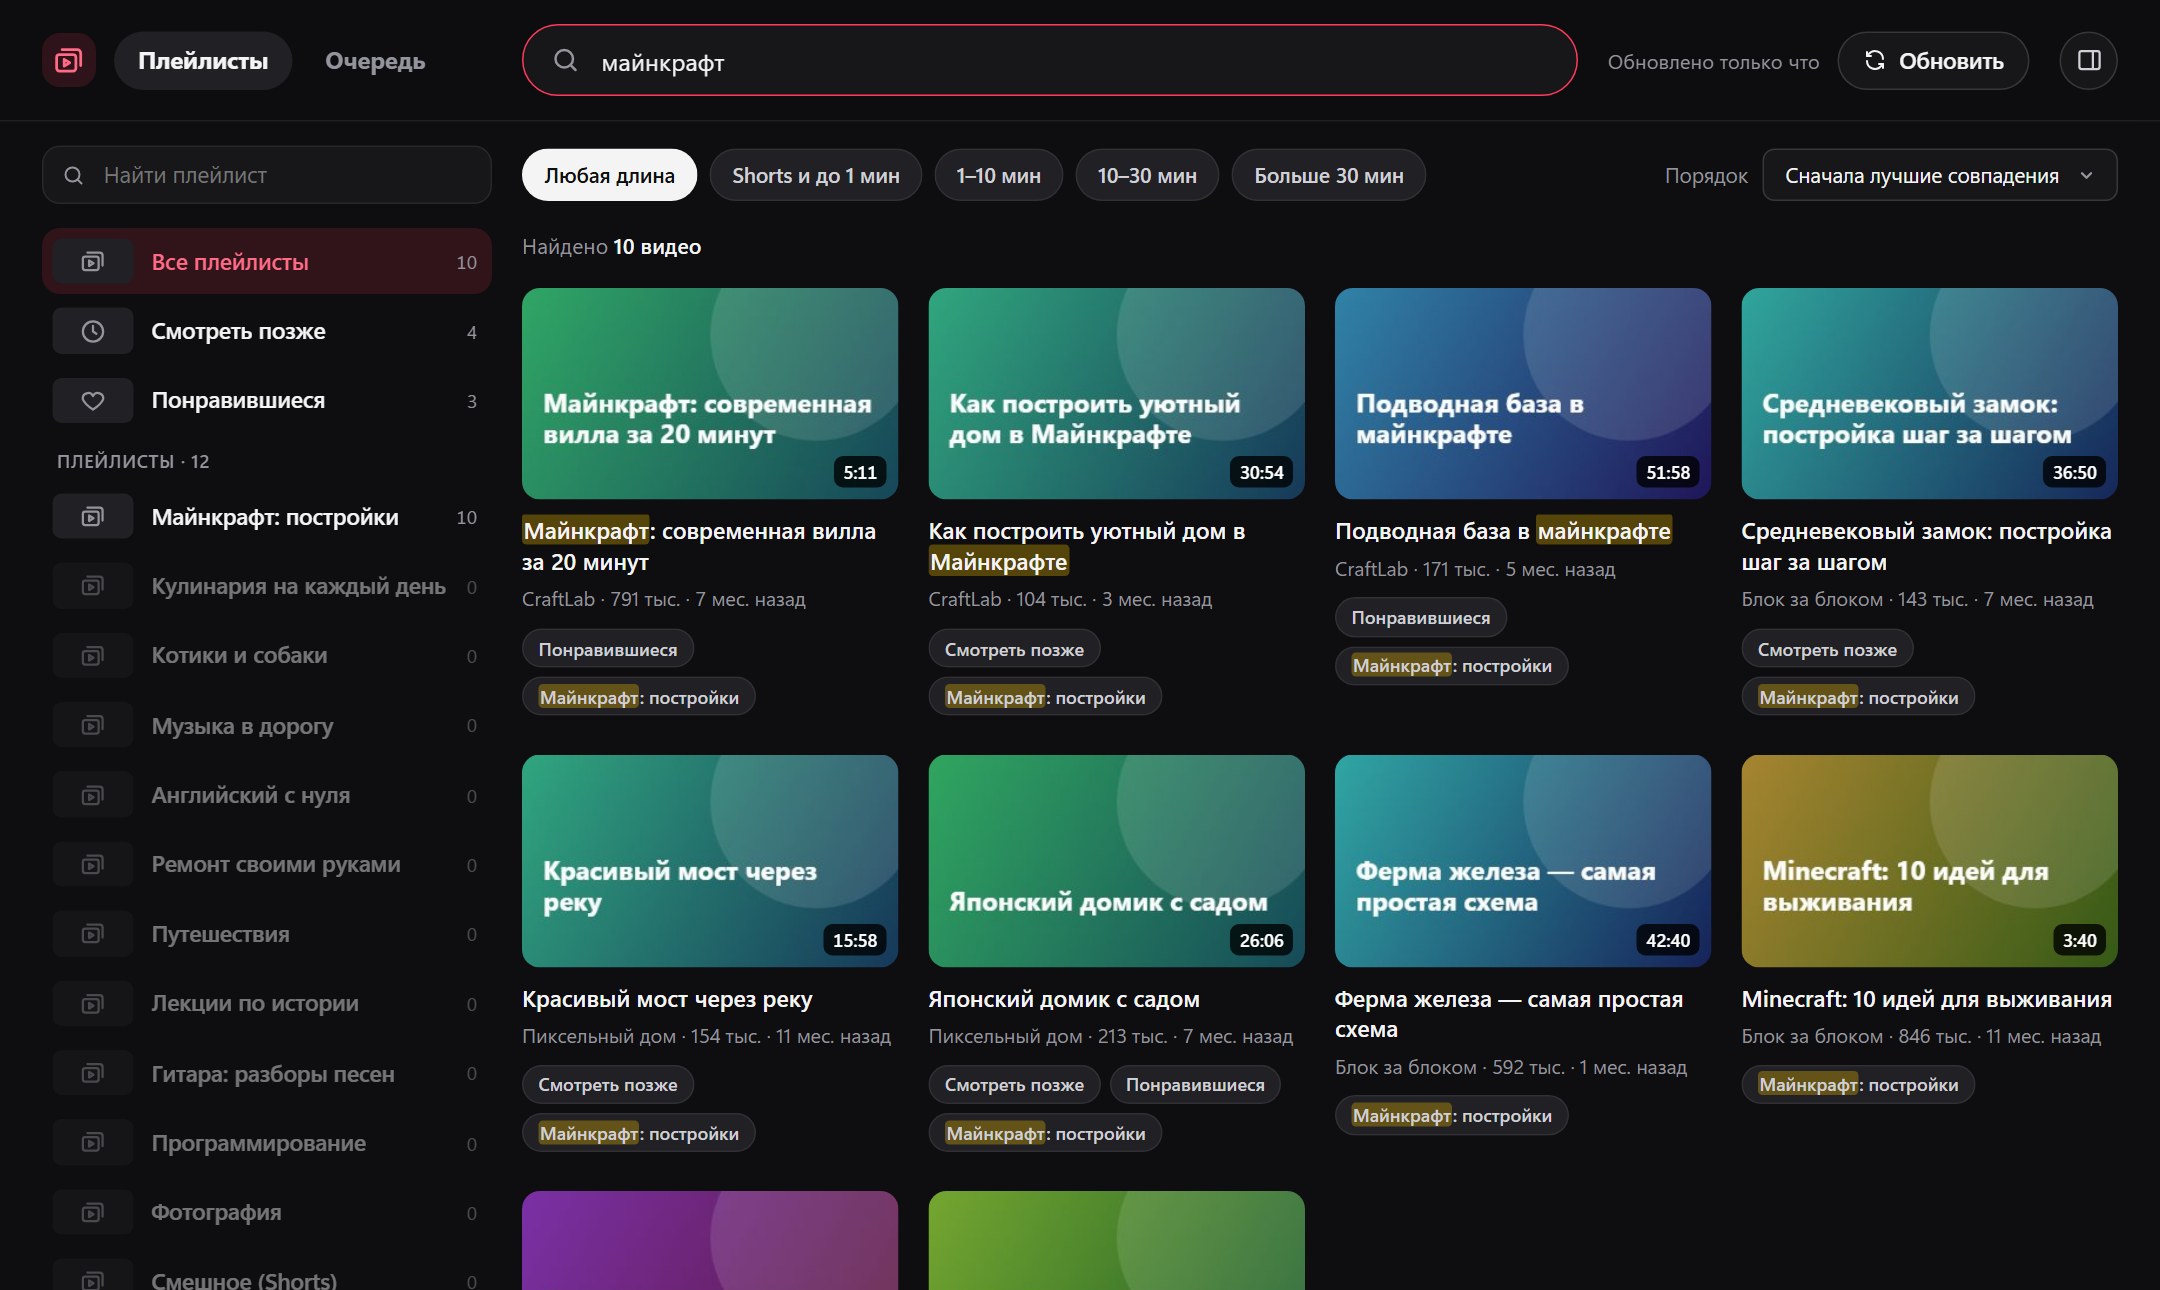 Плейлисты
Очередь
майнкрафт
Обновлено только что
Обновить
Найти плейлист
Все плейлисты 10
Смотреть позже 4
Понравившиеся 3
ПЛЕЙЛИСТЫ · 12
Майнкрафт: постройки 10
Кулинария на каждый день 0
Котики и собаки 0
Музыка в дорогу 0
Английский с нуля 0
Ремонт своими руками 0
Путешествия 0
Лекции по истории 0
Гитара: разборы песен 0
Программирование 0
Фотография 0
Смешное (Shorts) 0
Любая длина
Shorts и до 1 мин
1–10 мин
10–30 мин
Больше 30 мин
Порядок
Сначала лучшие совпадения
Найдено 10 видео
Майнкрафт: современная
вилла за 20 минут
5:11
Майнкрафт: современная вилла
за 20 минут
CraftLab · 791 тыс. · 7 мес. назад
Понравившиеся
Майнкрафт: постройки
Как построить уютный
дом в Майнкрафте
30:54
Как построить уютный дом в
Майнкрафте
CraftLab · 104 тыс. · 3 мес. назад
Смотреть позже
Майнкрафт: постройки
Подводная база в
майнкрафте
51:58
Подводная база в майнкрафте
CraftLab · 171 тыс. · 5 мес. назад
Понравившиеся
Майнкрафт: постройки
Средневековый замок:
постройка шаг за шагом
36:50
Средневековый замок: постройка
шаг за шагом
Блок за блоком · 143 тыс. · 7 мес. назад
Смотреть позже
Майнкрафт: постройки
Красивый мост через
реку
15:58
Красивый мост через реку
Пиксельный дом · 154 тыс. · 11 мес. назад
Смотреть позже
Майнкрафт: постройки
Японский домик с садом
26:06
Японский домик с садом
Пиксельный дом · 213 тыс. · 7 мес. назад
Смотреть позже
Понравившиеся
Майнкрафт: постройки
Ферма железа — самая
простая схема
42:40
Ферма железа — самая простая
схема
Блок за блоком · 592 тыс. · 1 мес. назад
Майнкрафт: постройки
Minecraft: 10 идей для
выживания
3:40
Minecraft: 10 идей для выживания
Блок за блоком · 846 тыс. · 11 мес. назад
Майнкрафт: постройки